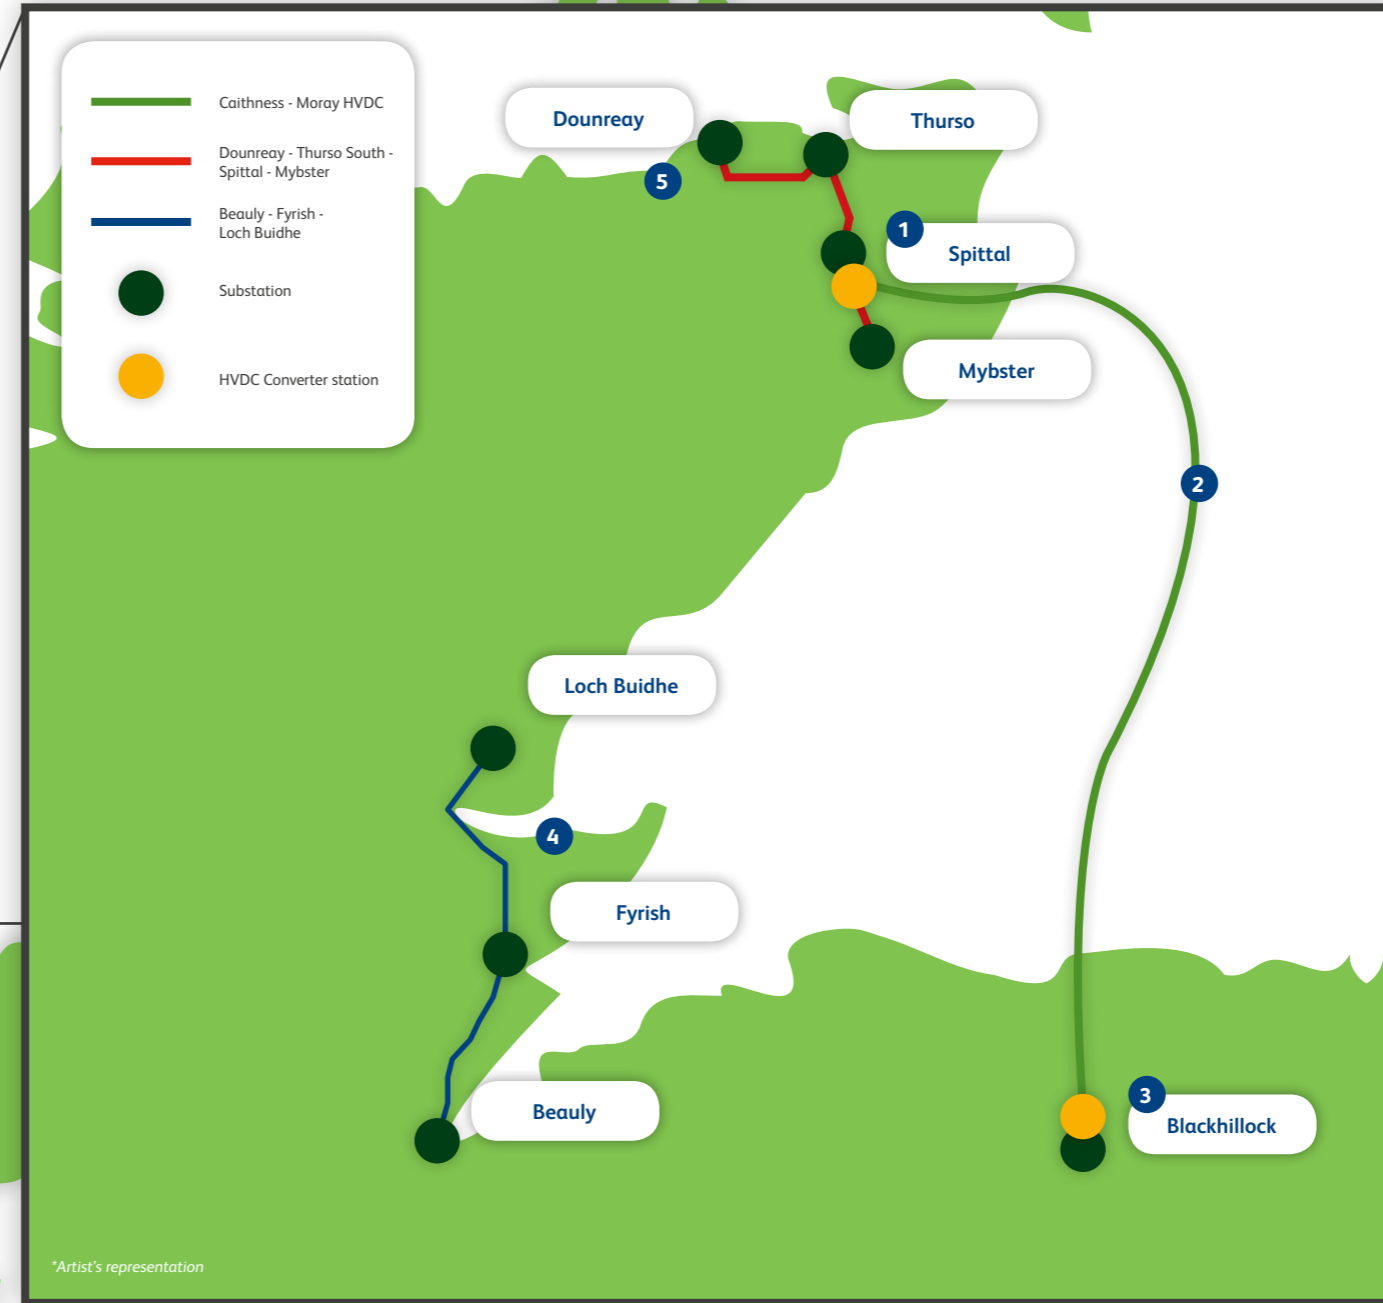 Caithness - Moray HVDC
Dounreay - Thurso South -
Spittal - Mybster
Beauly - Fyrish -
Loch Buidhe
Substation
HVDC Converter station
Dounreay
Thurso
5
1
Spittal
Mybster
2
Loch Buidhe
4
Fyrish
Beauly
3
Blackhillock
*Artist's representation